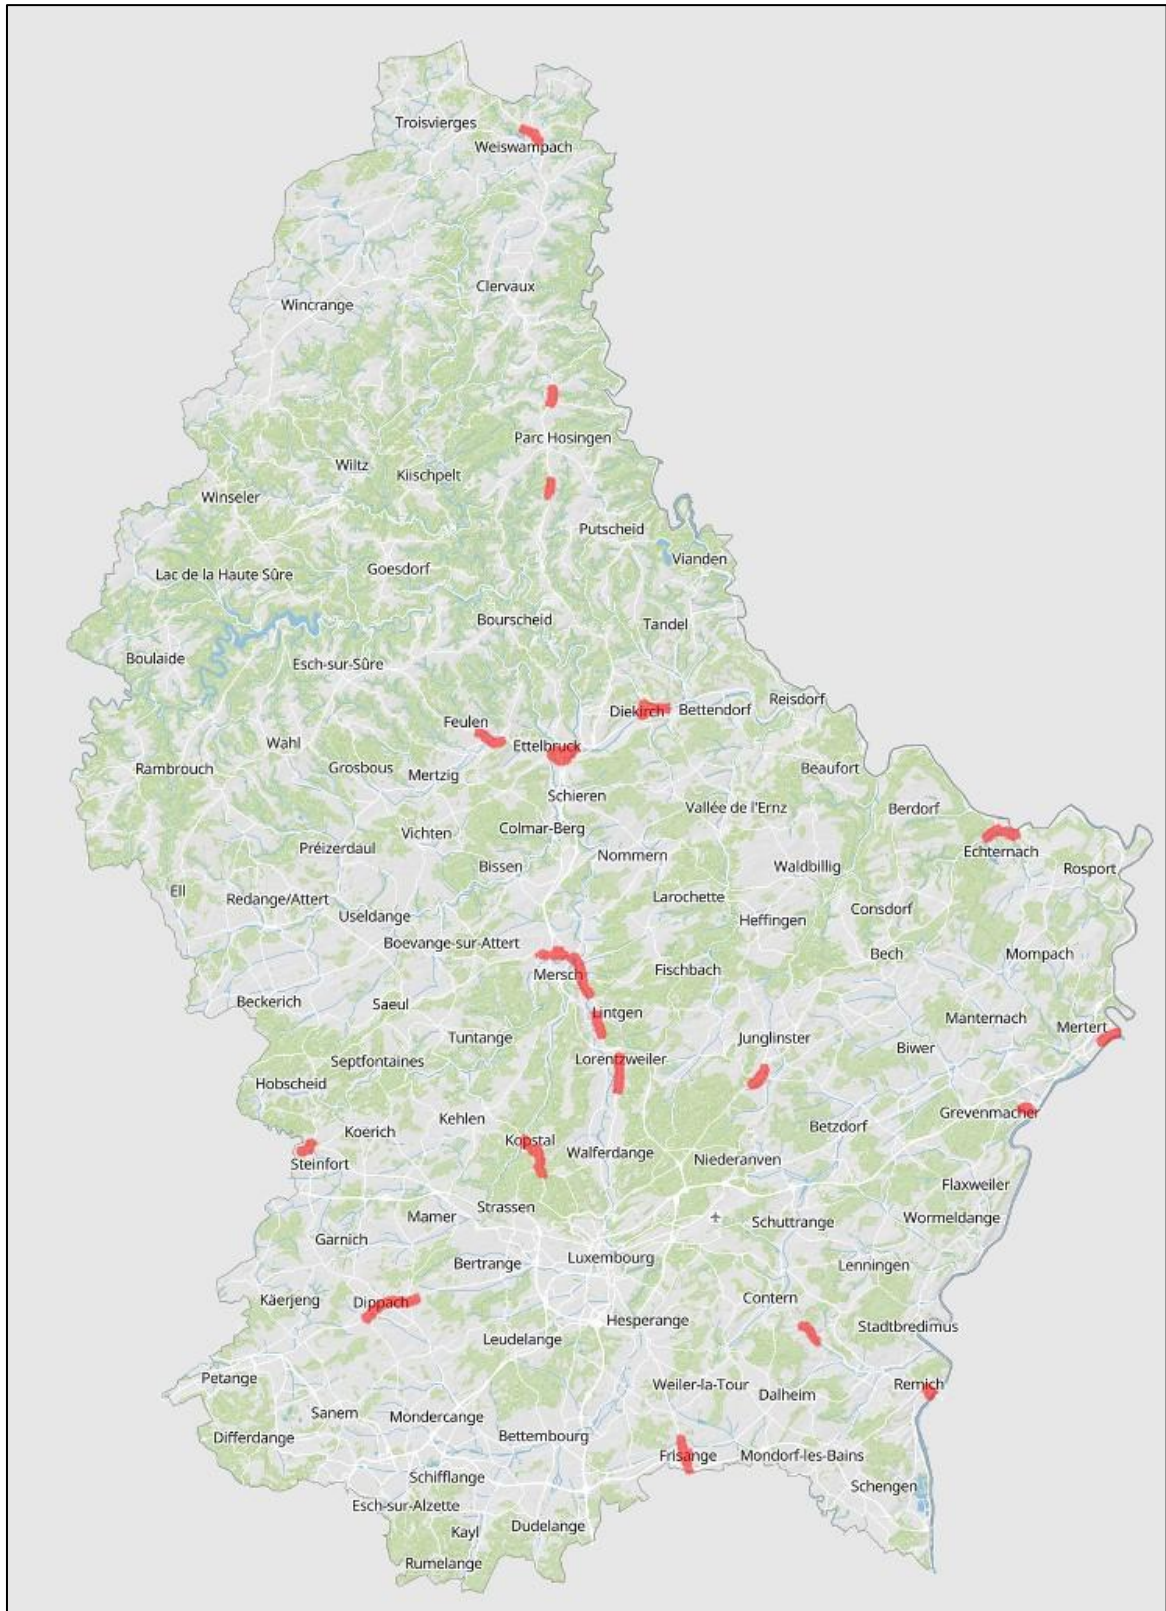 Troisvierges
Weiswampach
Clervaux
Wincrange
Parc Hosingen
Wiltz
Kiischpelt
Winseler
Putscheid
Vianden
Goesdorf
Lac de la Haute Sûre
Bourscheid
Tandel
Boulaide
Esch-sur-Sûre
Reisdorf
Diekirch
Bettendorf
Feulen
Ettelbruck
Wahl
Rambrouch
Grosbous
Mertzig
Beaufort
Schieren
Vallée de l'Ernz
Berdorf
Colmar-Berg
Vichten
Préizerdaul
Nommern
Echternach
Bissen
Waldbillig
Rosport
Ell
Redange/Attert
Larochette
Useldange
Heffingen
Consdorf
Boevange-sur-Attert
Bech
Mompach
Mersch
Fischbach
Beckerich
Saeul
Lintgen
Manternach
Mertert
Tuntange
Junglinster
Biwer
Septfontaines
Lorentzweiler
Hobscheid
Grevenmacher
Kehlen
Koerich
Betzdorf
Kopstal
Walferdange
Steinfort
Niederanven
Flaxweiler
Strassen
Mamer
Schuttrange
Wormeldange
Garnich
Bertrange
Luxembourg
Lenningen
Käerjeng
Dippach
Contern
Hesperange
Stadtbredimus
Leudelange
Petange
Weiler-la-Tour
Dalheim
Remich
Sanem
Mondercange
Differdange
Bettembourg
Frisange
Mondorf-les-Bains
Schifflange
Schengen
Esch-sur-Alzette
Kayl
Dudelange
Rumelange